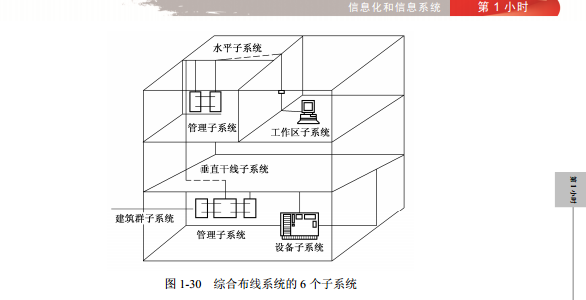 信息化和信息系统 第 1 小时
水平子系统
管理子系统
工作区子系统
垂直干线子系统
第1小时
建筑群子系统
管理子系统
设备子系统
图 1-30 综合布线系统的 6 个子系统